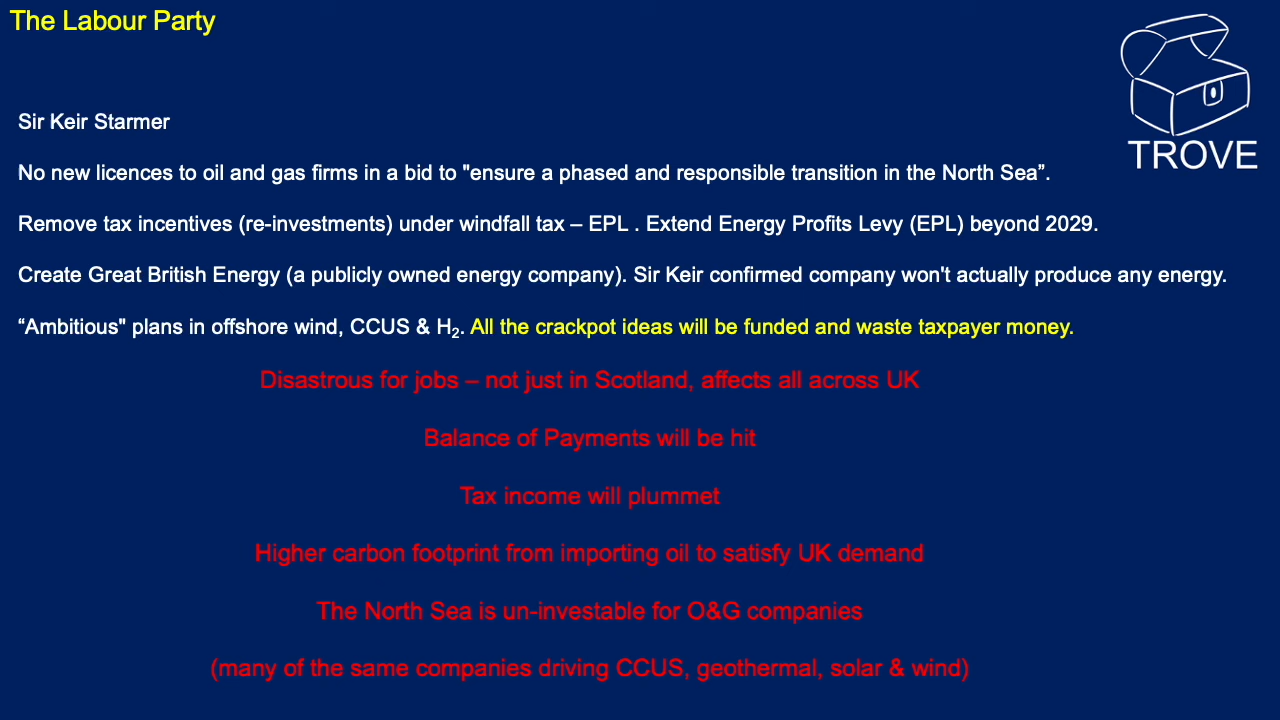 The Labour Party
TROVE
Sir Keir Starmer
No new licences to oil and gas firms in a bid to "ensure a phased and responsible transition in the North Sea”.
Remove tax incentives (re-investments) under windfall tax – EPL . Extend Energy Profits Levy (EPL) beyond 2029.
Create Great British Energy (a publicly owned energy company). Sir Keir confirmed company won't actually produce any energy.
“Ambitious" plans in offshore wind, CCUS & H₂. All the crackpot ideas will be funded and waste taxpayer money.
Disastrous for jobs – not just in Scotland, affects all across UK
Balance of Payments will be hit
Tax income will plummet
Higher carbon footprint from importing oil to satisfy UK demand
The North Sea is un-investable for O&G companies
(many of the same companies driving CCUS, geothermal, solar & wind)